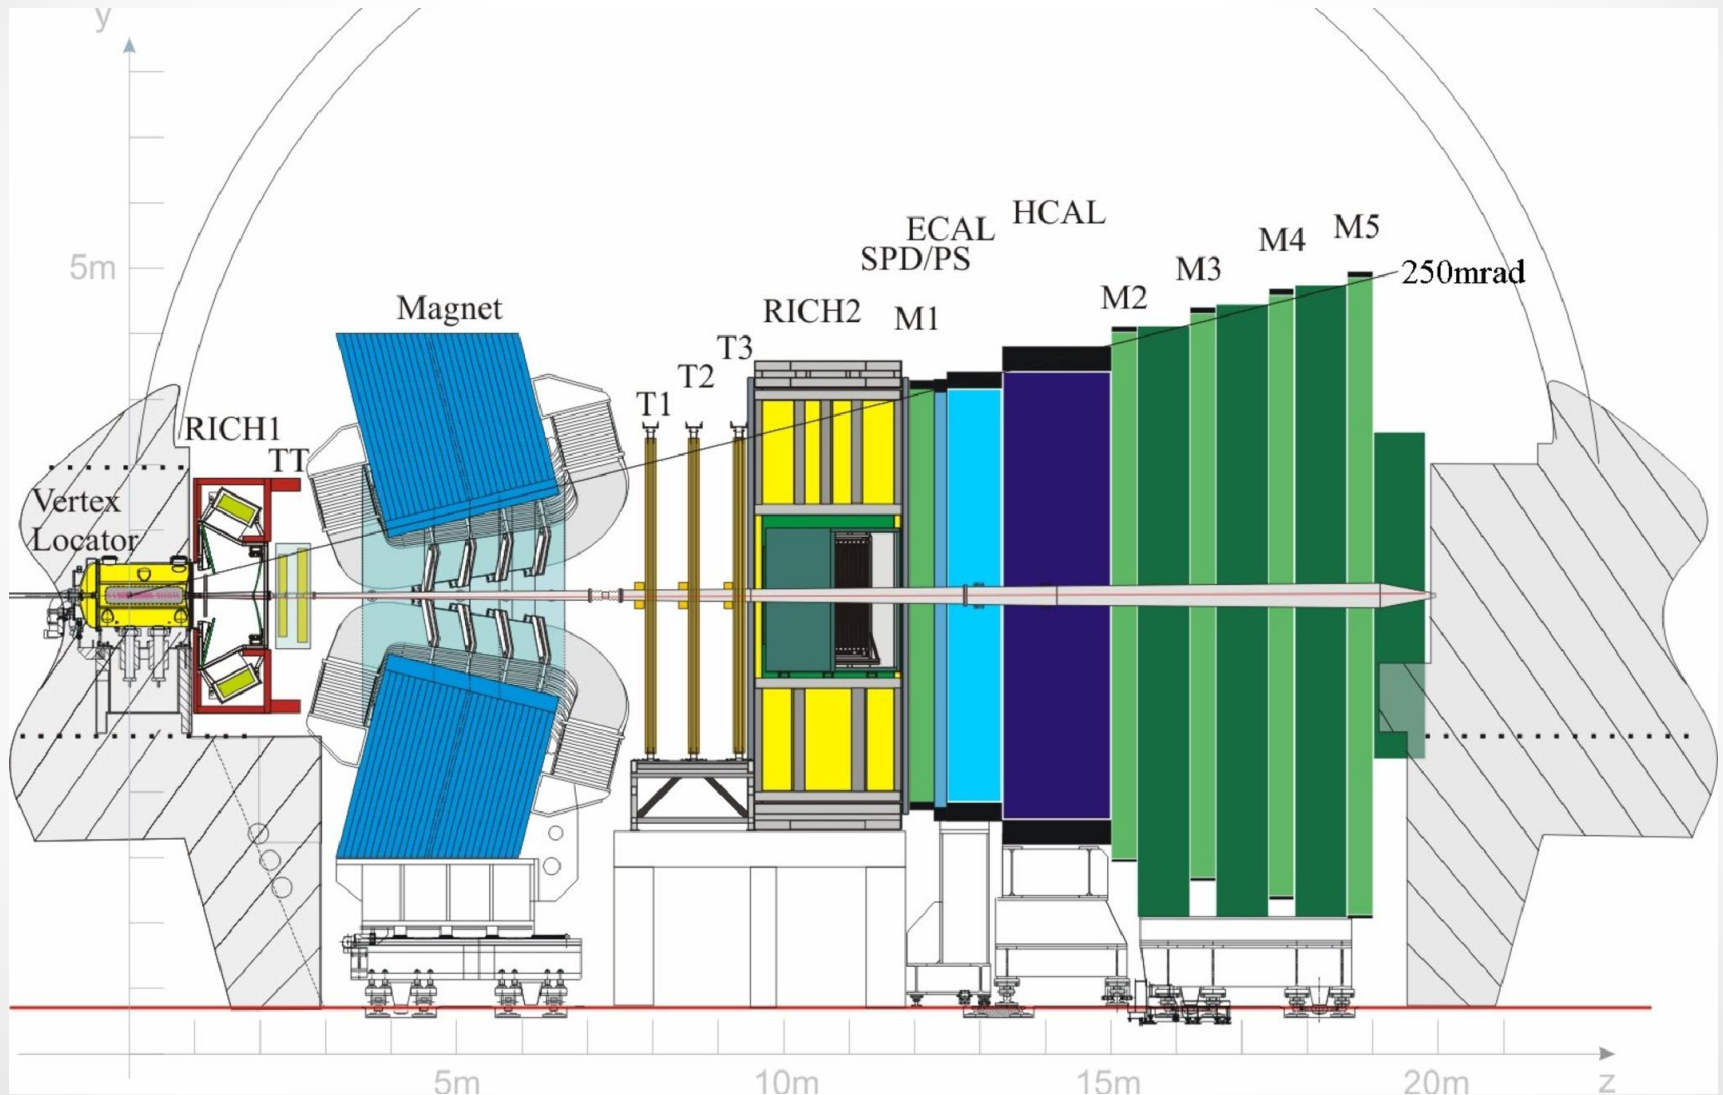 y
ECAL
HCAL
SPD/PS
M5
M4
M3
5m
250mrad
M2
Magnet
RICH2
M1
T3
T2
T1
RICH1
TT
Vertex
Locator
5m
10m
15m
20m
z